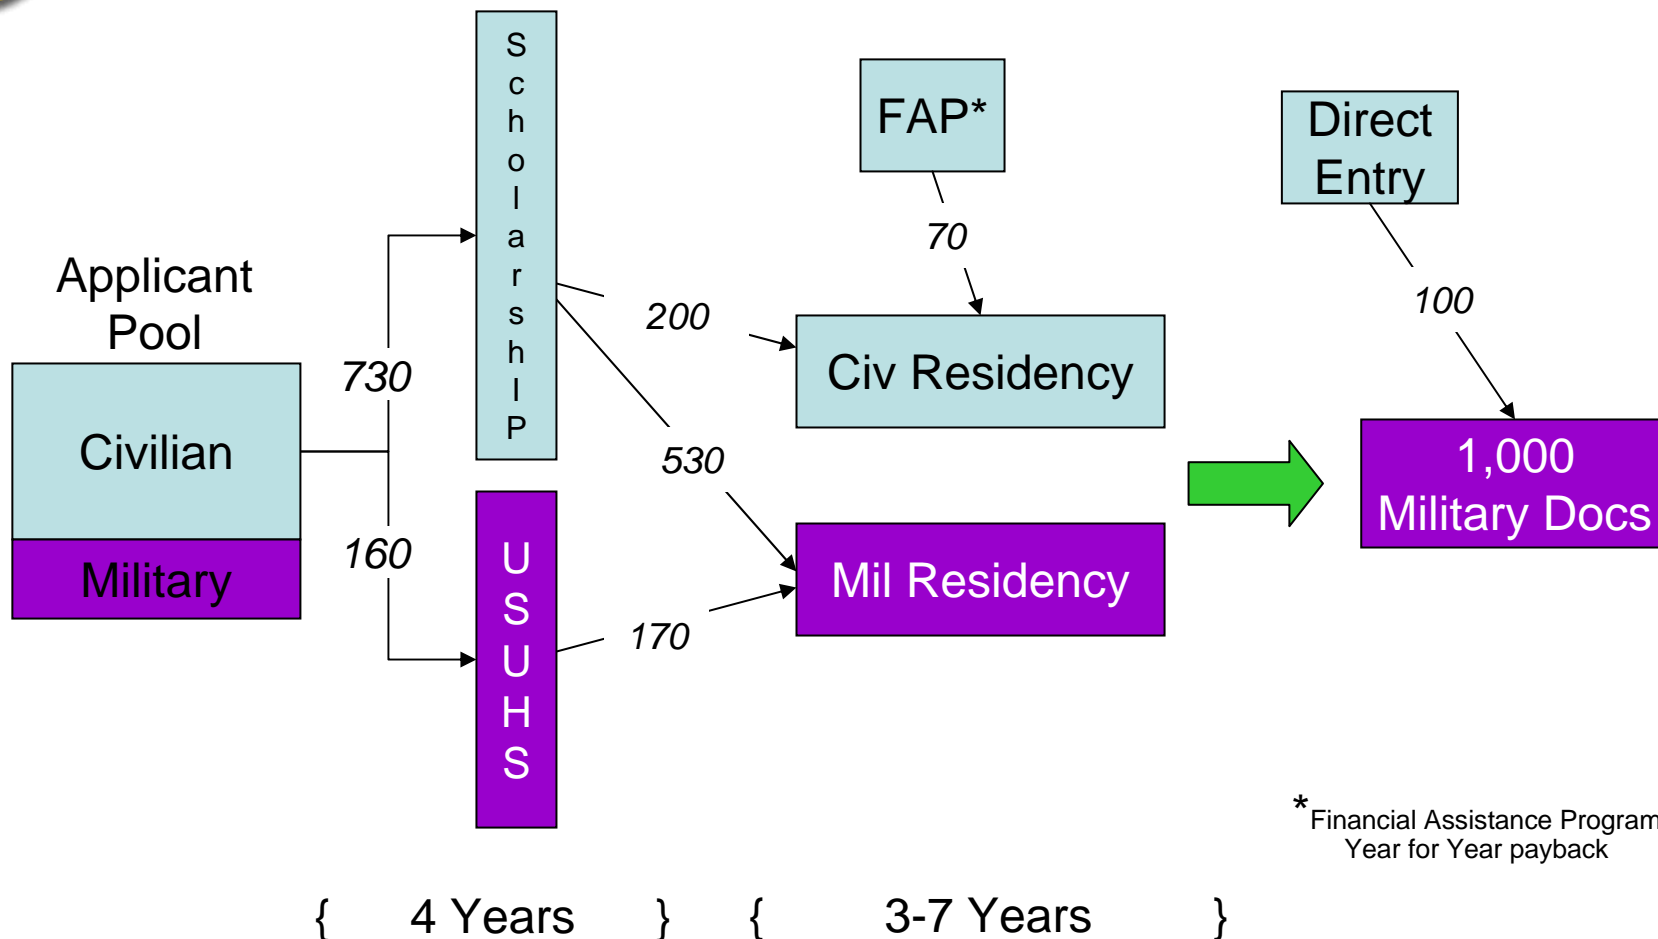 Applicant
Pool
Civilian
Military
730
160
S
c
h
o
l
a
r
s
h
I
P
U
S
U
H
S
200
530
170
FAP*
70
Civ Residency
Mil Residency
Direct
Entry
100
1,000
Military Docs
*Financial Assistance Program
Year for Year payback
{ 4 Years } { 3-7 Years }